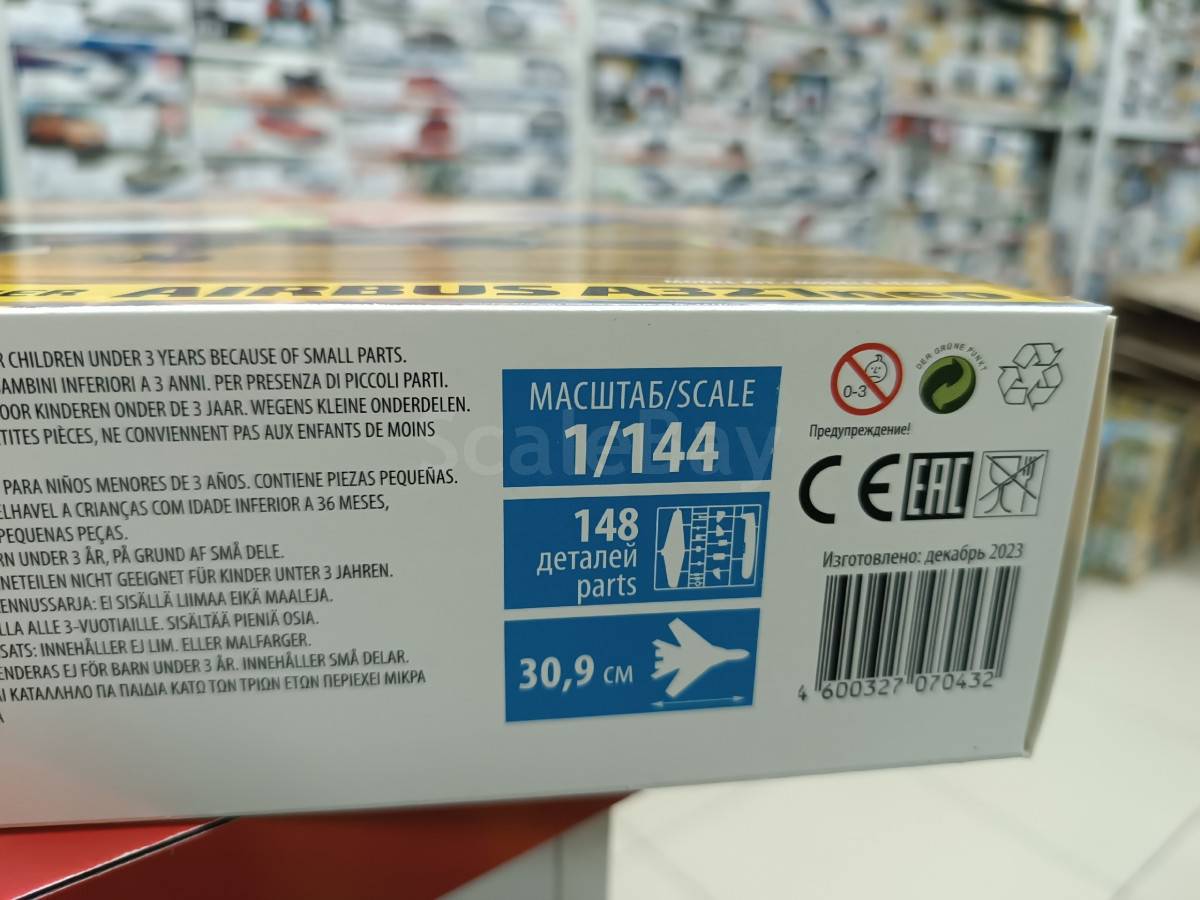 AIRBUS A321neo
R CHILDREN UNDER 3 YEARS BECAUSE OF SMALL PARTS.
AMBINI INFERIORI A 3 ANNI. PER PRESENZA DI PICCOLI PARTI.
OOR KINDEREN ONDER DE 3 JAAR. WEGENS KLEINE ONDERDELEN.
TITES PIÈCES, NE CONVIENNENT PAS AUX ENFANTS DE MOINS
PARA NIÑOS MENORES DE 3 AÑOS. CONTIENE PIEZAS PEQUEÑAS.
ELHAVEL A CRIANÇAS COM IDADE INFERIOR A 36 MESES,
PEQUENAS PEÇAS.
RN UNDER 3 ÅR, PÅ GRUND AF SMÅ DELE.
NETEILEN NICHT GEEIGNET FÜR KINDER UNTER 3 JAHREN.
ENNUSSARJA: EI SISÄLLÄ LIIMAA EIKÄ MAALEJA.
LLA ALLE 3-VUOTIAILLE. SISÄLTÄÄ PIENIÄ OSIA.
SATS: INNEHÅLLER EJ LIM. ELLER MALFARGER.
ENDERAS EJ FÖR BARN UNDER 3 ÅR. INNEHÅLLER SMÅ DELAR.
ΚΑΤΑΛΛΗΛΟ ΓΙΑ ΠΑΙΔΙΑ ΚΑΤΩ ΤΩΝ ΤΡΙΩΝ ΕΤΩΝ ΠΕΡΙΕΧΕΙ ΜΙΚΡΑ
МАСШТАБ/SCALE
1/144
148
деталей
parts
30,9 см
0-3
DER GRÜNE PUNKT
Предупреждение!
CE EAC
Изготовлено: декабрь 2023
4 600327 070432
ScaleBay